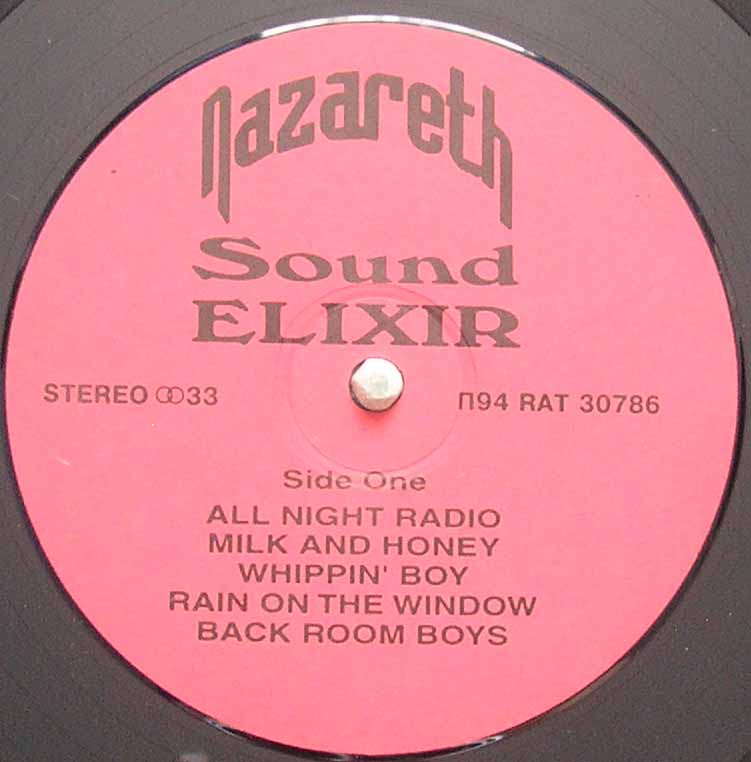 nazareth
Sound
ELIXIR
STEREO ꝏ33
П94 RAT 30786
Side One
ALL NIGHT RADIO
MILK AND HONEY
WHIPPIN' BOY
RAIN ON THE WINDOW
BACK ROOM BOYS